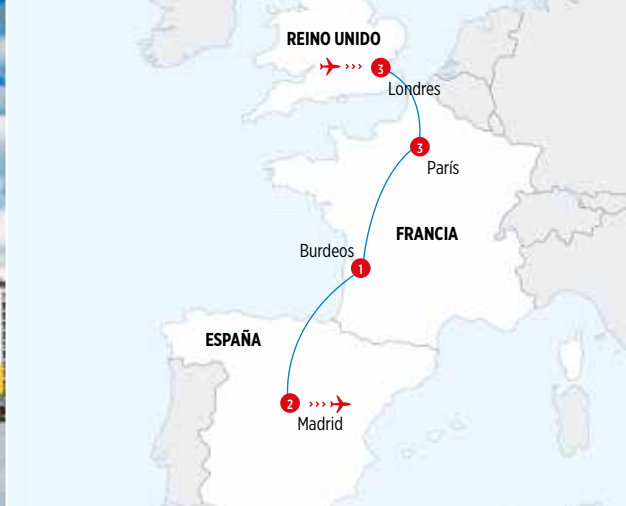 REINO UNIDO
3
Londres
3
París
FRANCIA
Burdeos
1
ESPAÑA
2
Madrid